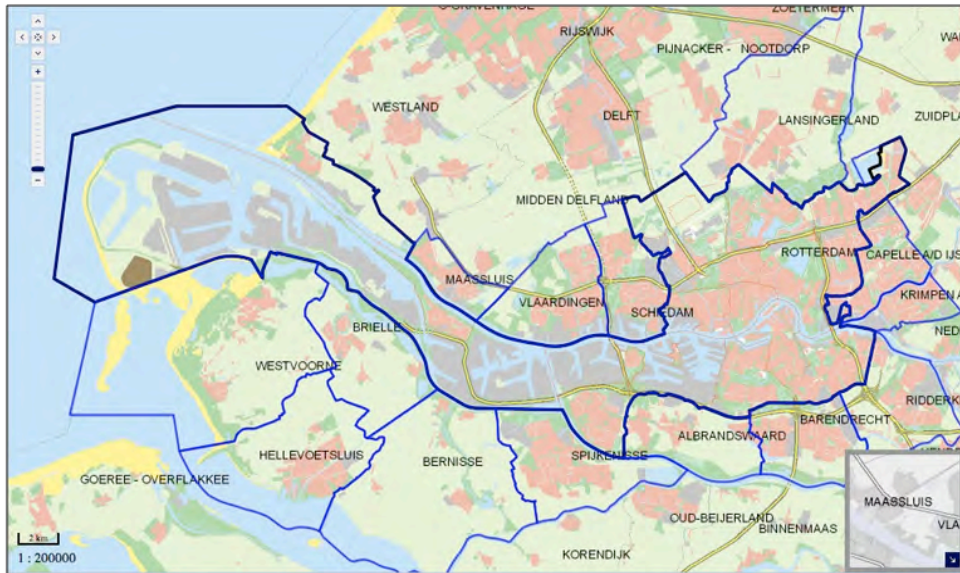 RIJSWIJK
ZOETERMEER
PIJNACKER - NOOTDORP
WESTLAND
DELFT
LANSINGERLAND
ZUIDPLA
MIDDEN DELFLAND
MAASSLUIS
VLAARDINGEN
SCHIEDAM
ROTTERDAM
CAPELLE A/D IJS
KRIMPEN A
NED
BRIELLE
WESTVOORNE
RIDDERK
BARENDRECHT
ALBRANDSWAARD
HELLEVOETSLUIS
BERNISSE
SPIJKENISSE
GOEREE - OVERFLAKKEE
OUD-BEIJERLAND
BINNENMAAS
KORENDIJK
MAASSLUIS
VLA
2 km
1 : 200000